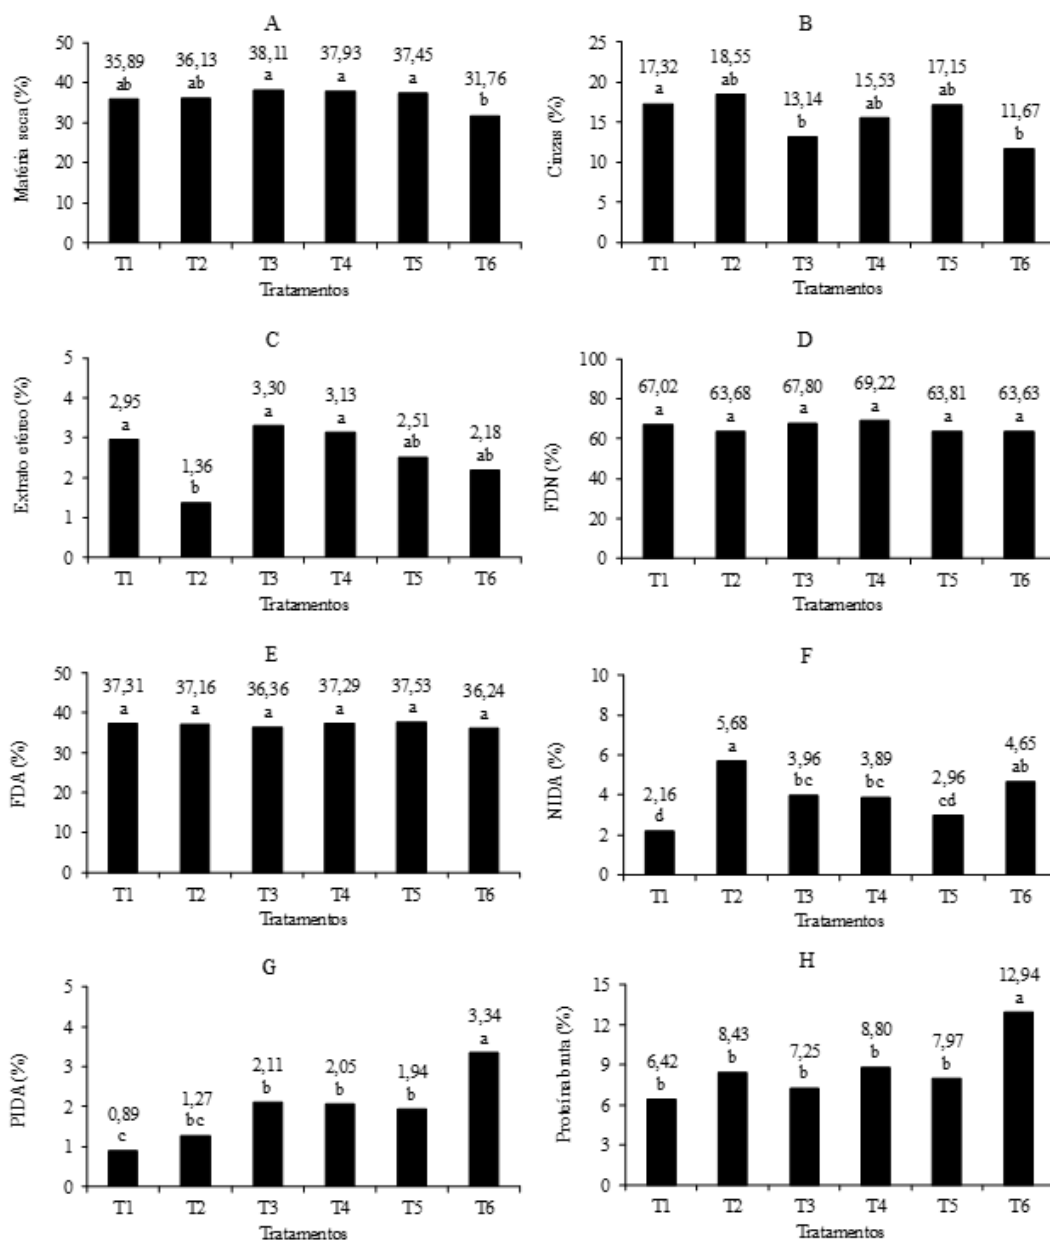 A
Matéria seca (%)
50
40
30
20
10
0
35,89
ab
36,13
ab
38,11
a
37,93
a
37,45
a
31,76
b
T1 T2 T3 T4 T5 T6
Tratamentos
B
Cinzas (%)
25
20
15
10
5
0
17,32
a
18,55
ab
13,14
b
15,53
ab
17,15
ab
11,67
b
T1 T2 T3 T4 T5 T6
Tratamentos
C
Extrato etéreo (%)
5
4
3
2
1
0
2,95
a
1,36
b
3,30
a
3,13
a
2,51
ab
2,18
ab
T1 T2 T3 T4 T5 T6
Tratamentos
D
FDN (%)
100
80
60
40
20
0
67,02
a
63,68
a
67,80
a
69,22
a
63,81
a
63,63
a
T1 T2 T3 T4 T5 T6
Tratamentos
E
FDA (%)
50
40
30
20
10
0
37,31
a
37,16
a
36,36
a
37,29
a
37,53
a
36,24
a
T1 T2 T3 T4 T5 T6
Tratamentos
F
NIDA (%)
10
8
6
4
2
0
2,16
d
5,68
a
3,96
bc
3,89
bc
2,96
cd
4,65
ab
T1 T2 T3 T4 T5 T6
Tratamentos
G
PIDA (%)
5
4
3
2
1
0
0,89
c
1,27
bc
2,11
b
2,05
b
1,94
b
3,34
a
T1 T2 T3 T4 T5 T6
Tratamentos
H
Proteína bruta (%)
15
12
9
6
3
0
6,42
b
8,43
b
7,25
b
8,80
b
7,97
b
12,94
a
T1 T2 T3 T4 T5 T6
Tratamentos